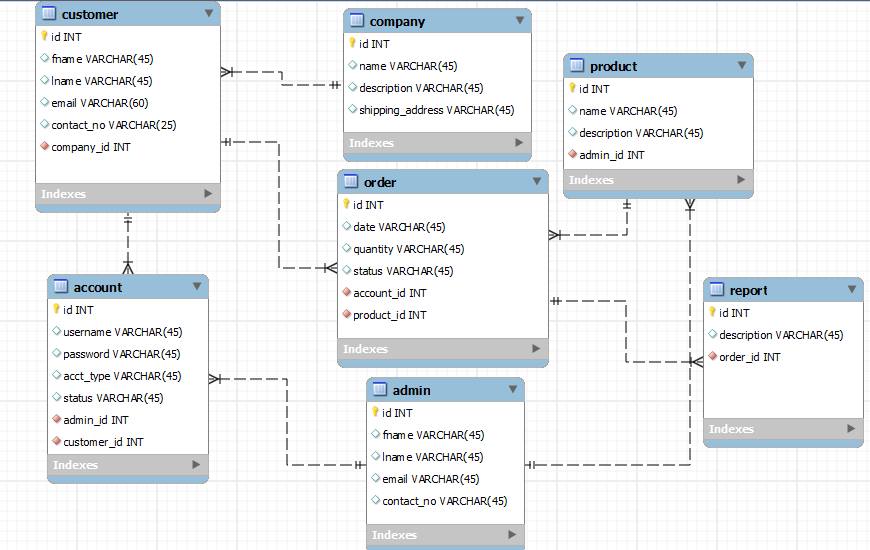 customer
id INT
fname VARCHAR(45)
lname VARCHAR(45)
email VARCHAR(60)
contact_no VARCHAR(25)
company_id INT
Indexes
company
id INT
name VARCHAR(45)
description VARCHAR(45)
shipping_address VARCHAR(45)
Indexes
product
id INT
name VARCHAR(45)
description VARCHAR(45)
admin_id INT
Indexes
order
id INT
date VARCHAR(45)
quantity VARCHAR(45)
status VARCHAR(45)
account_id INT
product_id INT
Indexes
account
id INT
username VARCHAR(45)
password VARCHAR(45)
acct_type VARCHAR(45)
status VARCHAR(45)
admin_id INT
customer_id INT
Indexes
report
id INT
description VARCHAR(45)
order_id INT
Indexes
admin
id INT
fname VARCHAR(45)
lname VARCHAR(45)
email VARCHAR(45)
contact_no VARCHAR(45)
Indexes